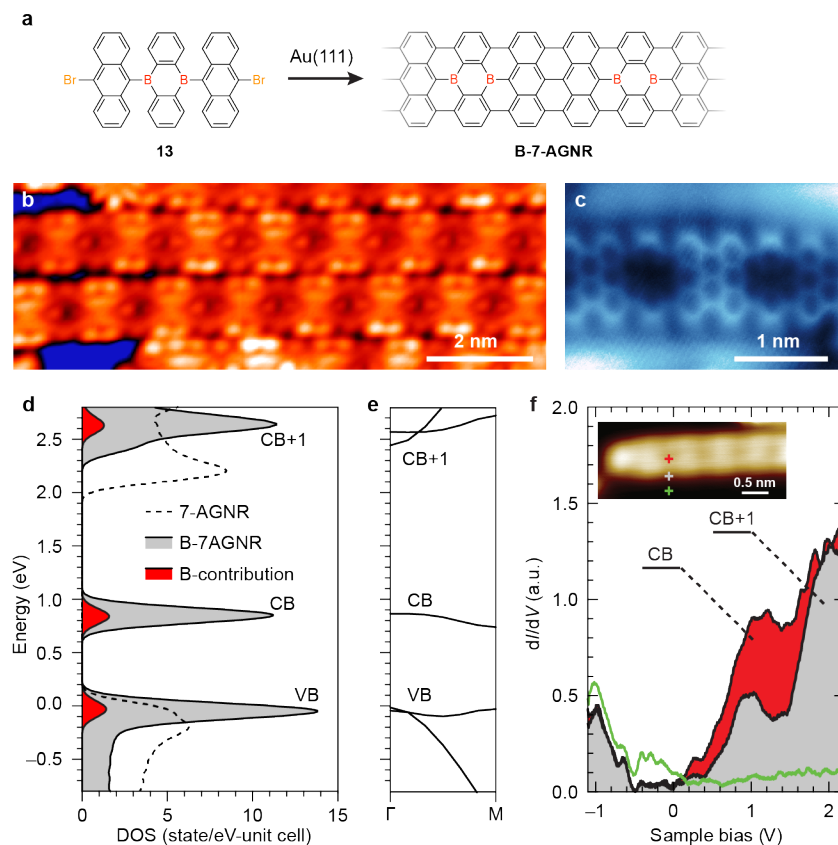 a
Au(111)
Br
B
B
Br
B
B
B
B
13
B-7-AGNR
b
2 nm
c
1 nm
d
2.5
2.0
1.5
1.0
0.5
0.0
−0.5
Energy (eV)
CB+1
7-AGNR
B-7AGNR
B-contribution
CB
VB
0
5
10
15
DOS (state/eV-unit cell)
e
CB+1
CB
VB
Γ
M
f
2.0
1.5
1.0
0.5
0.0
dI/dV (a.u.)
0.5 nm
CB+1
CB
−1
0
1
2
Sample bias (V)